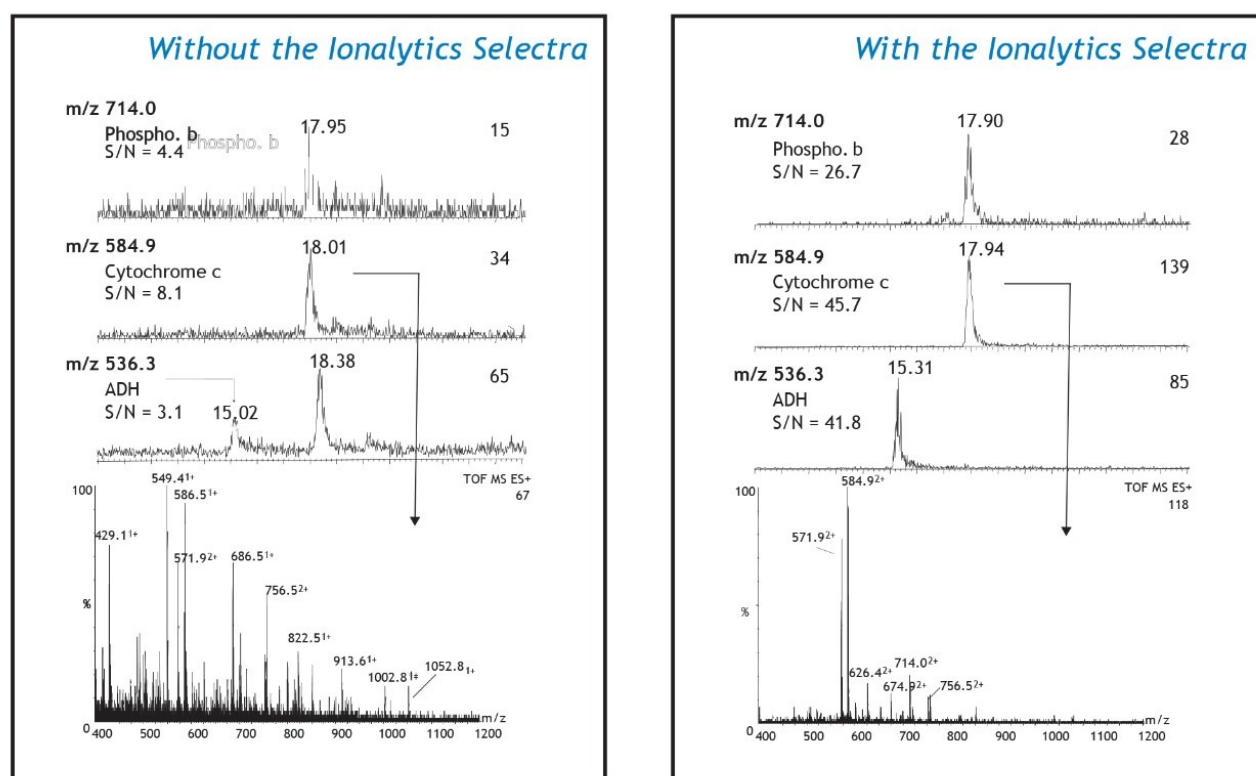 Without the Ionalytics Selectra
m/z 714.0
Phospho. b
Phospho. b
S/N = 4.4
17.95
15
m/z 584.9
Cytochrome c
S/N = 8.1
18.01
34
m/z 536.3
ADH
S/N = 3.1
15.02
18.38
65
TOF MS ES+
67
100
%
0
549.4¹⁺
586.5¹⁺
429.1¹⁺
571.9²⁺
686.5¹⁺
756.5²⁺
822.5¹⁺
913.6¹⁺
1002.8¹⁺
1052.8₁₊
m/z
400 500 600 700 800 900 1000 1100 1200
With the Ionalytics Selectra
m/z 714.0
Phospho. b
S/N = 26.7
17.90
28
m/z 584.9
Cytochrome c
S/N = 45.7
17.94
139
m/z 536.3
ADH
S/N = 41.8
15.31
85
TOF MS ES+
118
100
%
0
584.9²⁺
571.9²⁺
626.4²⁺
674.9²⁺
714.0²⁺
756.5²⁺
m/z
400 500 600 700 800 900 1000 1100 1200